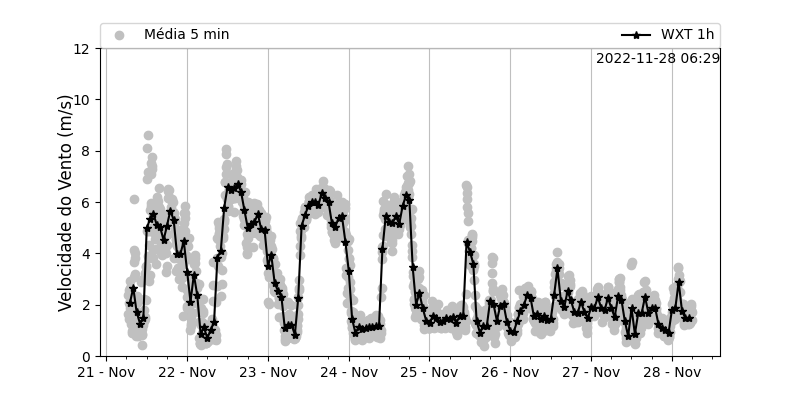 Média 5 min
WXT 1h
2022-11-28 06:29
Velocidade do Vento (m/s)
12
10
8
6
4
2
0
21 - Nov
22 - Nov
23 - Nov
24 - Nov
25 - Nov
26 - Nov
27 - Nov
28 - Nov